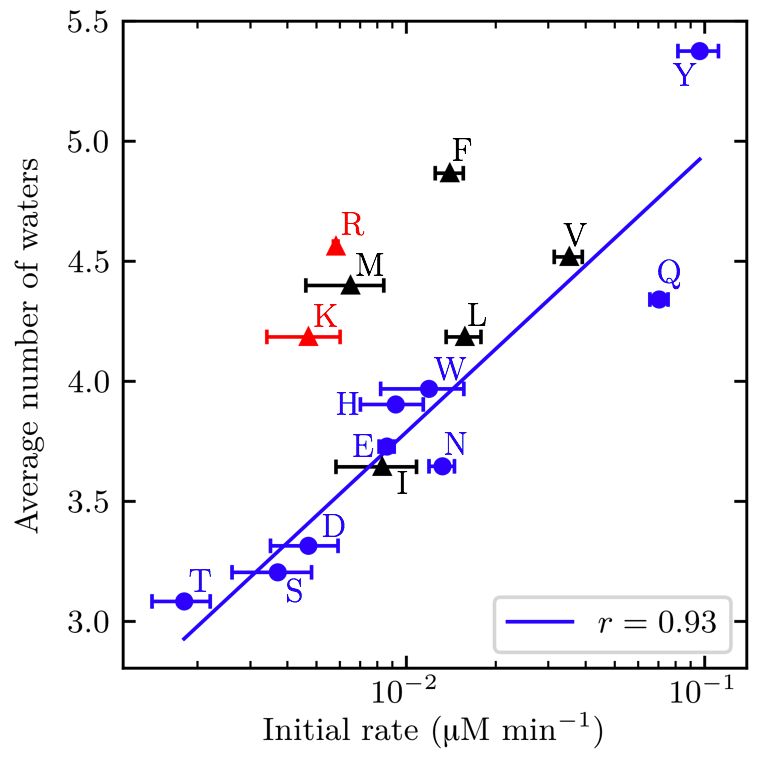 5.5
Y
5.0
F
R
V
4.5
M
Q
K
L
4.0
W
H
E
N
I
3.5
D
T
S
3.0
r = 0.93
10⁻²
10⁻¹
Average number of waters
Initial rate (μM min⁻¹)